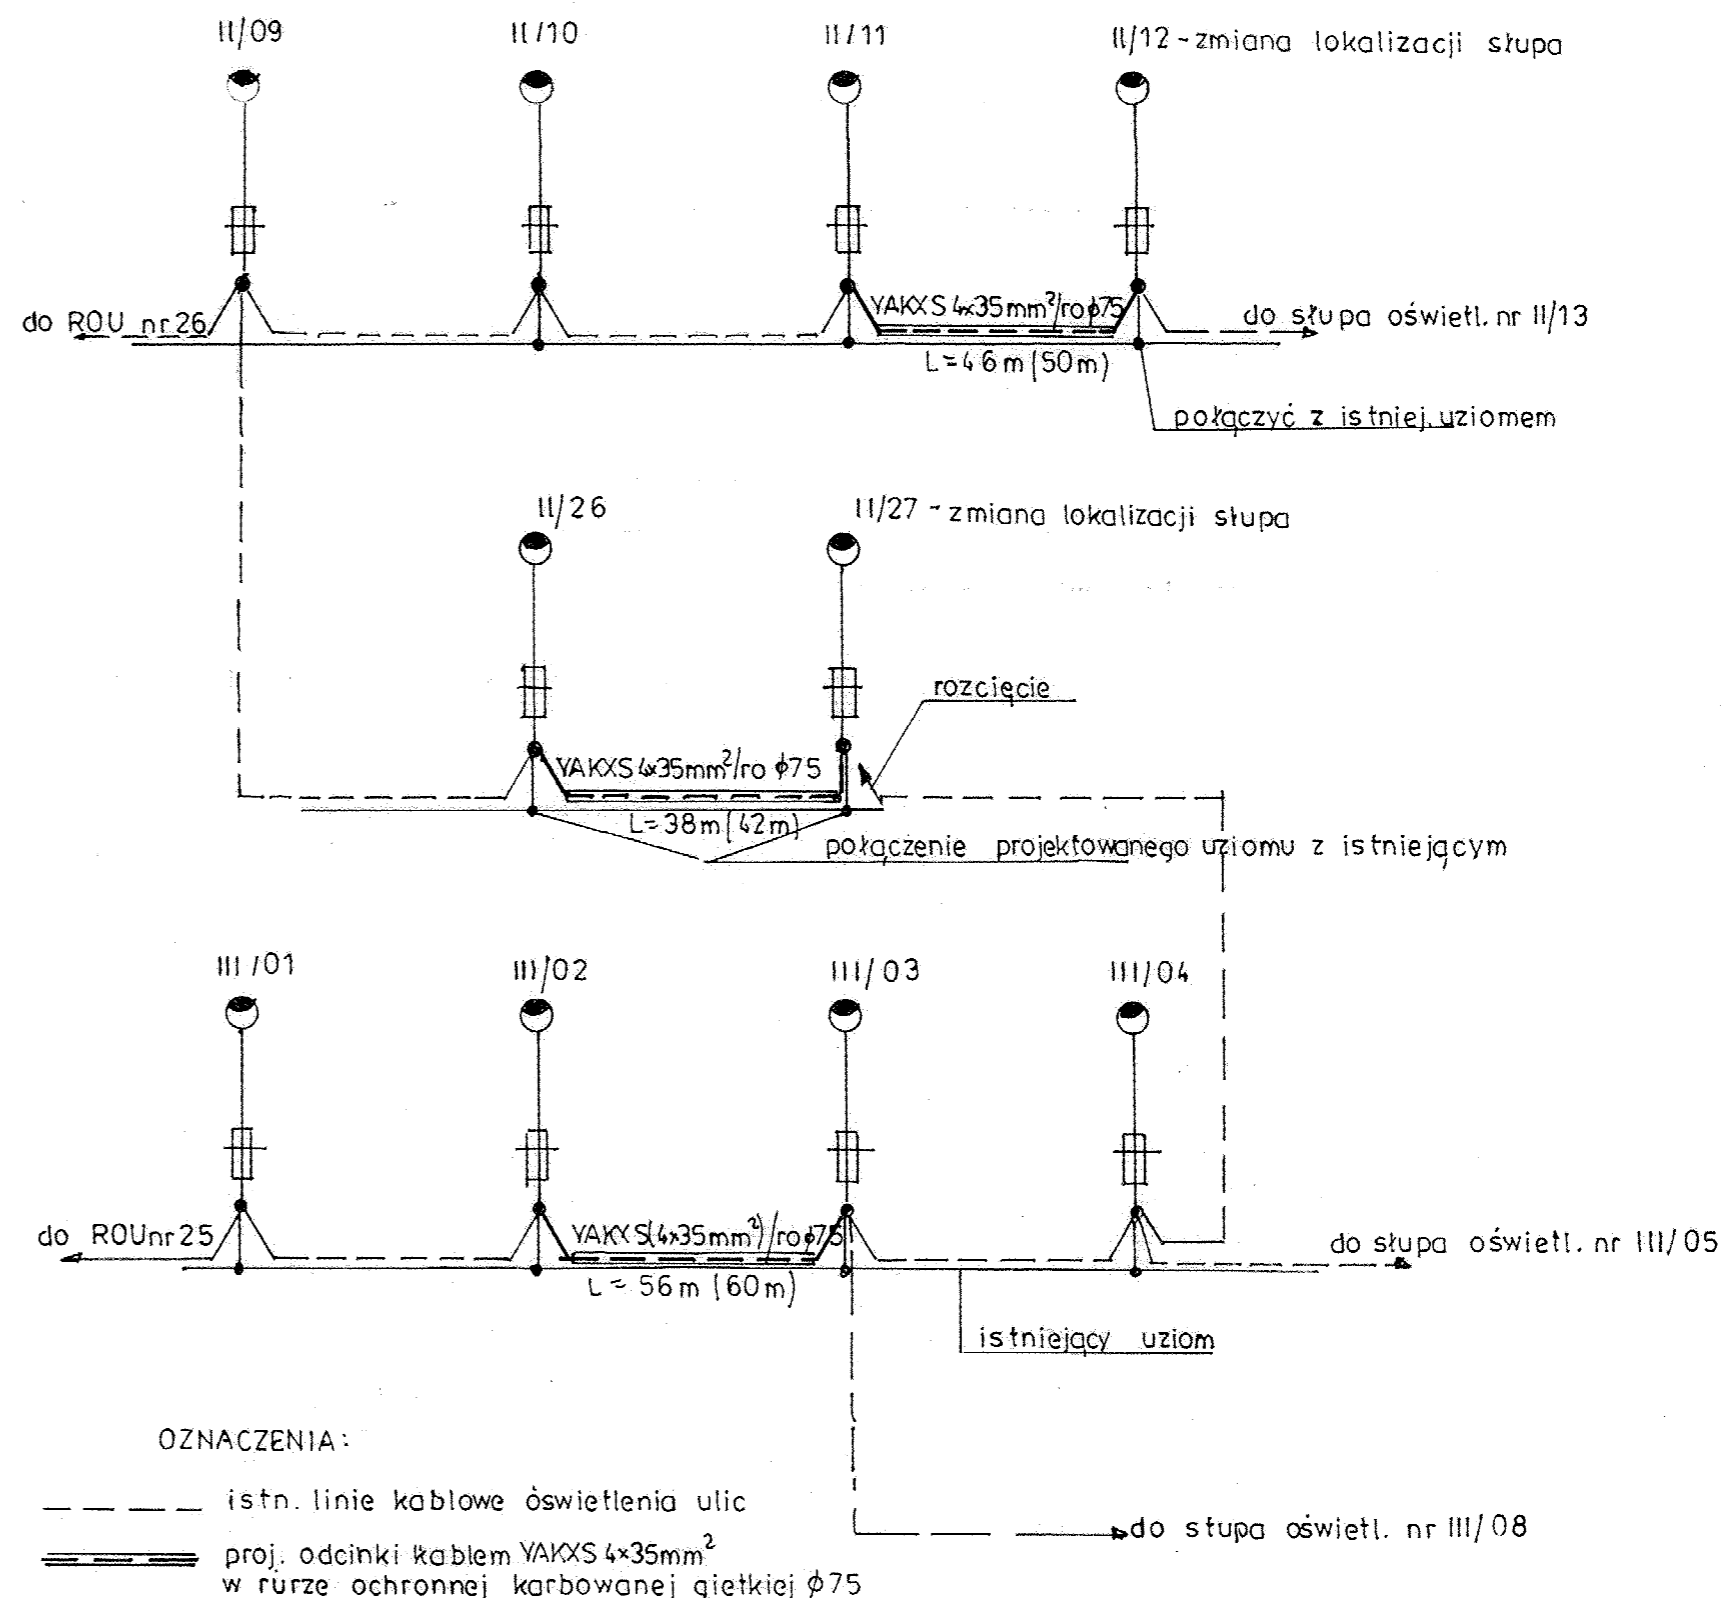 II/09 II/10 II/11 II/12 - zmiana lokalizacji słupa
do ROU nr 26
YAKXS 4x35mm²/ro ϕ75
do słupa oświetl. nr II/13
L=46m (50m)
połączyć z istniej. uziomem
II/26 II/27 - zmiana lokalizacji słupa
rozcięcie
YAKXS 4x35mm²/ro ϕ75
L=38m (42m)
połączenie projektowanego uziomu z istniejącym
III/01 III/02 III/03 III/04
do ROU nr 25
YAKXS(4x35mm²)/ro ϕ75
do słupa oświetl. nr III/05
L = 56m (60m)
istniejący uziom
OZNACZENIA:
istn. linie kablowe oświetlenia ulic
do słupa oświetl. nr III/08
proj. odcinki kablem YAKXS 4x35mm²
w rurze ochronnej karbowanej giętkiej ϕ75